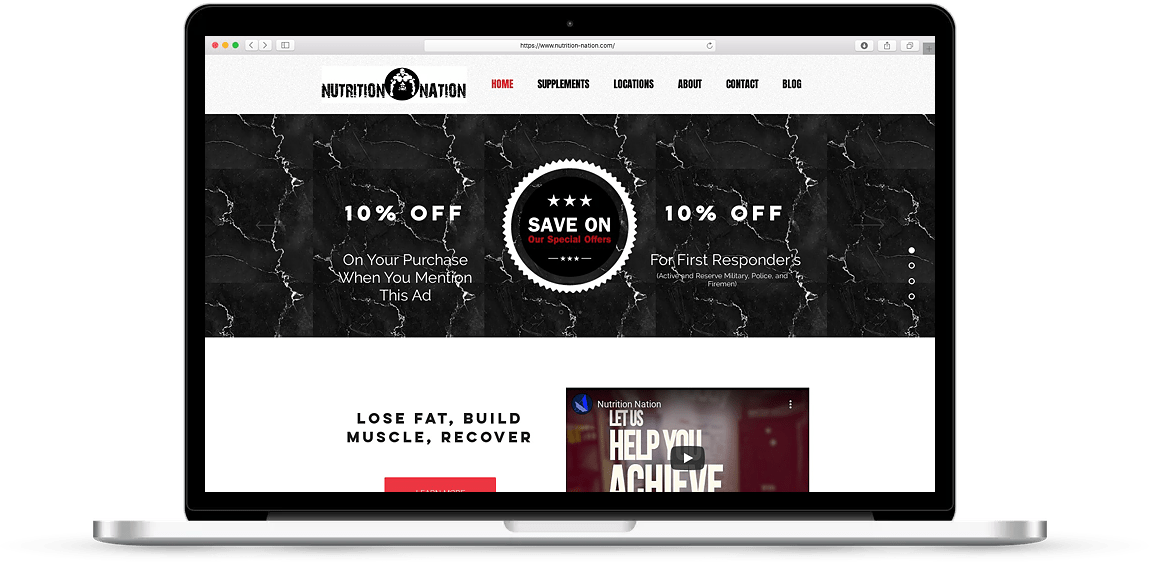 https://www.nutrition-nation.com/
NUTRITION NATION
HOME SUPPLEMENTS LOCATIONS ABOUT CONTACT BLOG
10% OFF
On Your Purchase
When You Mention
This Ad
SAVE ON
Our Special Offers
10% OFF
For First Responder's
(Active and Reserve Military, Police, and
Firemen)
LOSE FAT, BUILD
MUSCLE, RECOVER
LEARN MORE
Nutrition Nation
LET US
HELP YOU
ACHIEVE